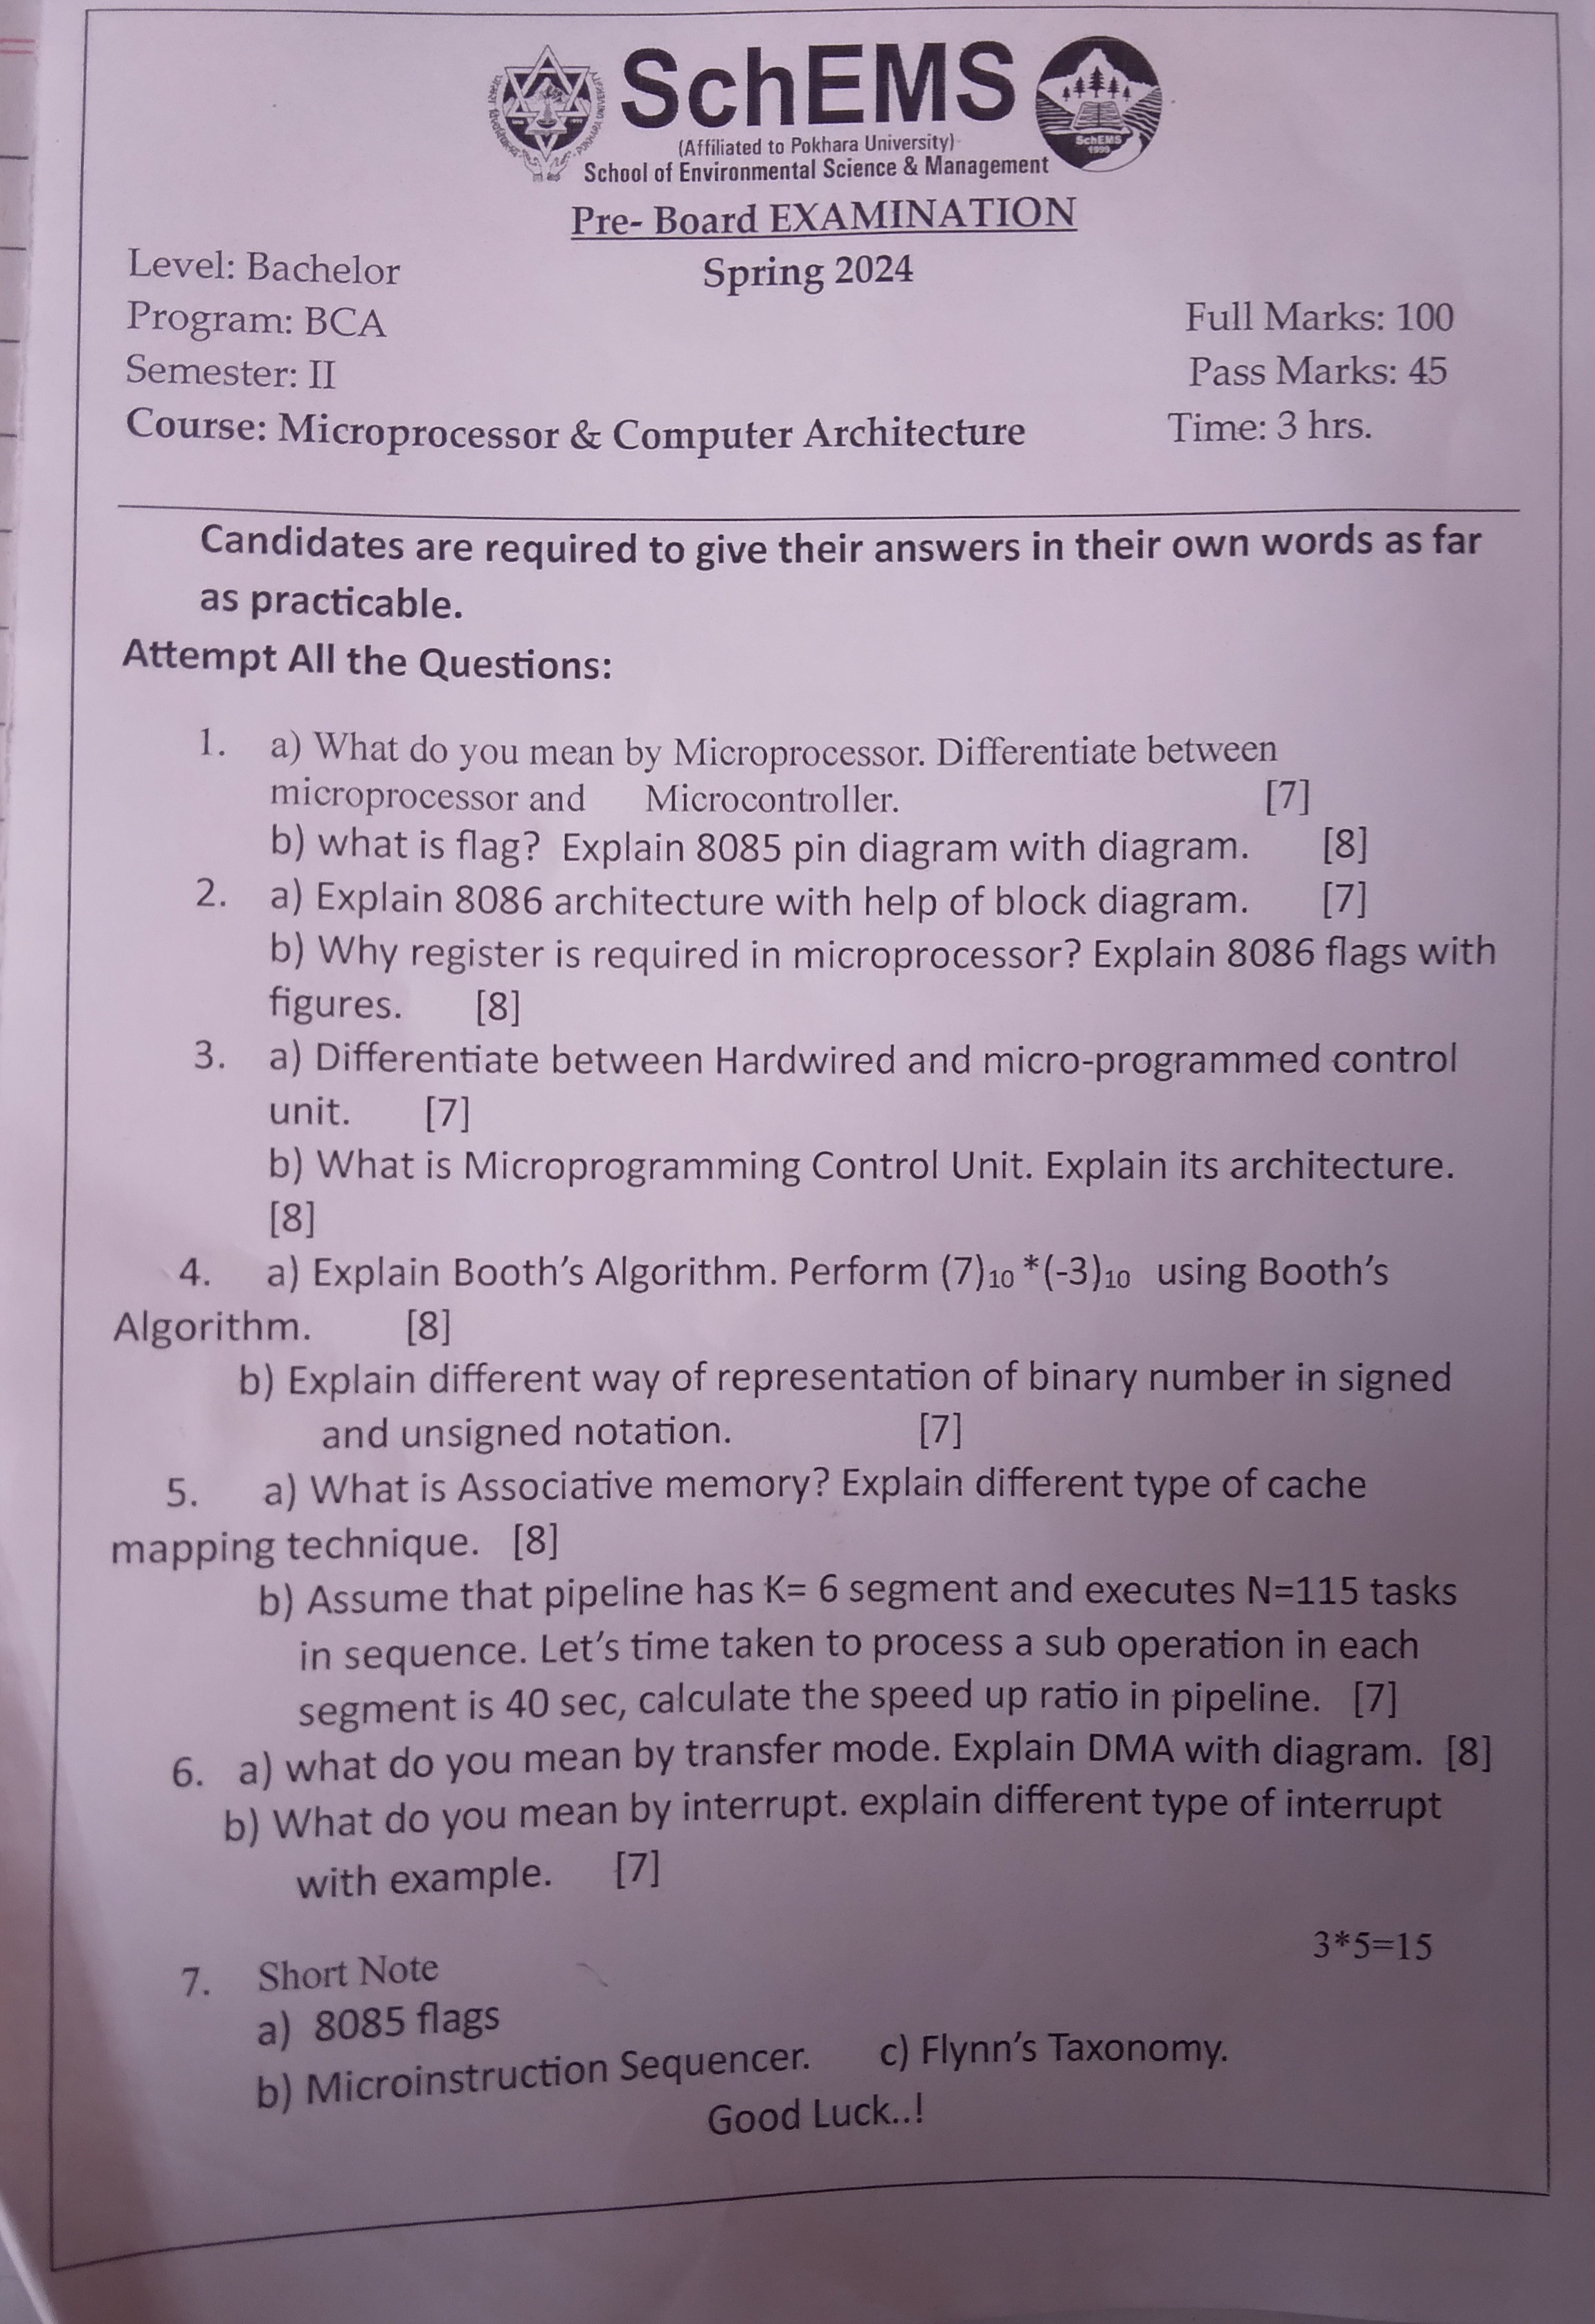 SchEMS
(Affiliated to Pokhara University)
SchEMS
1999
School of Environmental Science & Management
Pre- Board EXAMINATION
Level: Bachelor
Spring 2024
Program: BCA
Full Marks: 100
Semester: II
Pass Marks: 45
Course: Microprocessor & Computer Architecture
Time: 3 hrs.
Candidates are required to give their answers in their own words as far
as practicable.
Attempt All the Questions:
1. a) What do you mean by Microprocessor. Differentiate between
microprocessor and Microcontroller. [7]
b) what is flag? Explain 8085 pin diagram with diagram. [8]
2. a) Explain 8086 architecture with help of block diagram. [7]
b) Why register is required in microprocessor? Explain 8086 flags with
figures. [8]
3. a) Differentiate between Hardwired and micro-programmed control
unit. [7]
b) What is Microprogramming Control Unit. Explain its architecture.
[8]
4. a) Explain Booth’s Algorithm. Perform (7)₁₀ *(-3)₁₀ using Booth’s
Algorithm. [8]
b) Explain different way of representation of binary number in signed
and unsigned notation. [7]
5. a) What is Associative memory? Explain different type of cache
mapping technique. [8]
b) Assume that pipeline has K= 6 segment and executes N=115 tasks
in sequence. Let’s time taken to process a sub operation in each
segment is 40 sec, calculate the speed up ratio in pipeline. [7]
6. a) what do you mean by transfer mode. Explain DMA with diagram. [8]
b) What do you mean by interrupt. explain different type of interrupt
with example. [7]
7. Short Note 3*5=15
a) 8085 flags
b) Microinstruction Sequencer. c) Flynn’s Taxonomy.
Good Luck..!